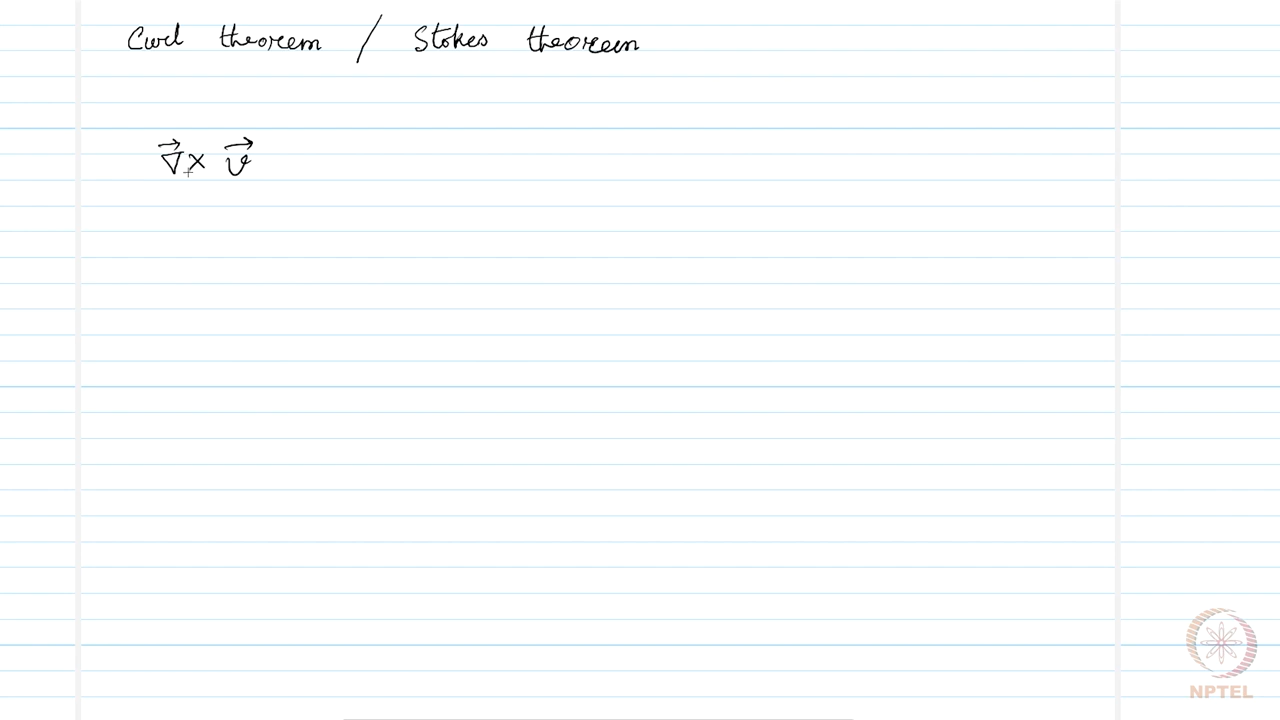 Curl theorem / Stokes theorem
∇⃗ × v⃗
NPTEL